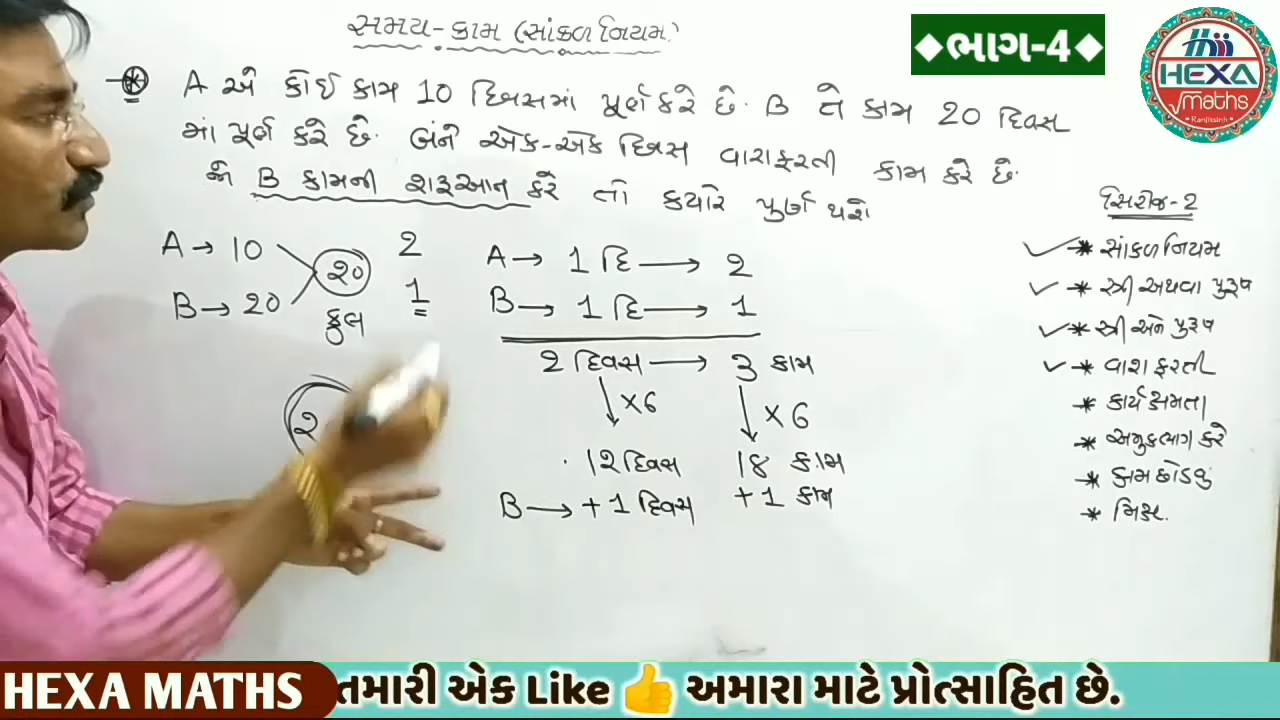 સમય-કામ (સાંકળ નિયમ)
◆ભાગ-4◆
HEXA
maths
Ranjitsinh
A એ કોઈ કામ 10 દિવસમાં પૂર્ણ કરે છે. B તે કામ 20 દિવસ
માં પૂર્ણ કરે છે. બંને એક-એક દિવસ વારાફરતી કામ કરે છે
જો B કામની શરૂઆત કરે તો કયારે પુર્ણ થશે
A → 10
B → 20
20
કુલ
2
1
2
A → 1 દિ → 2
B → 1 દિ → 1
2 દિવસ → 3 કામ
×6 ×6
12 દિવસ 18 કામ
B → +1 દિવસ +1 કામ
સિરીઝ-2
* સાંકળ નિયમ
* સ્ત્રી અથવા પુરૂષ
* સ્ત્રી અને પુરૂષ
* વારાફરતી
* કાર્યક્ષમતા
* અમુકભાગ કરે
* કામ છોડવું
* મિક્ષ.
HEXA MATHS
તમારી એક Like 👍 અમારા માટે પ્રોત્સાહિત છે.